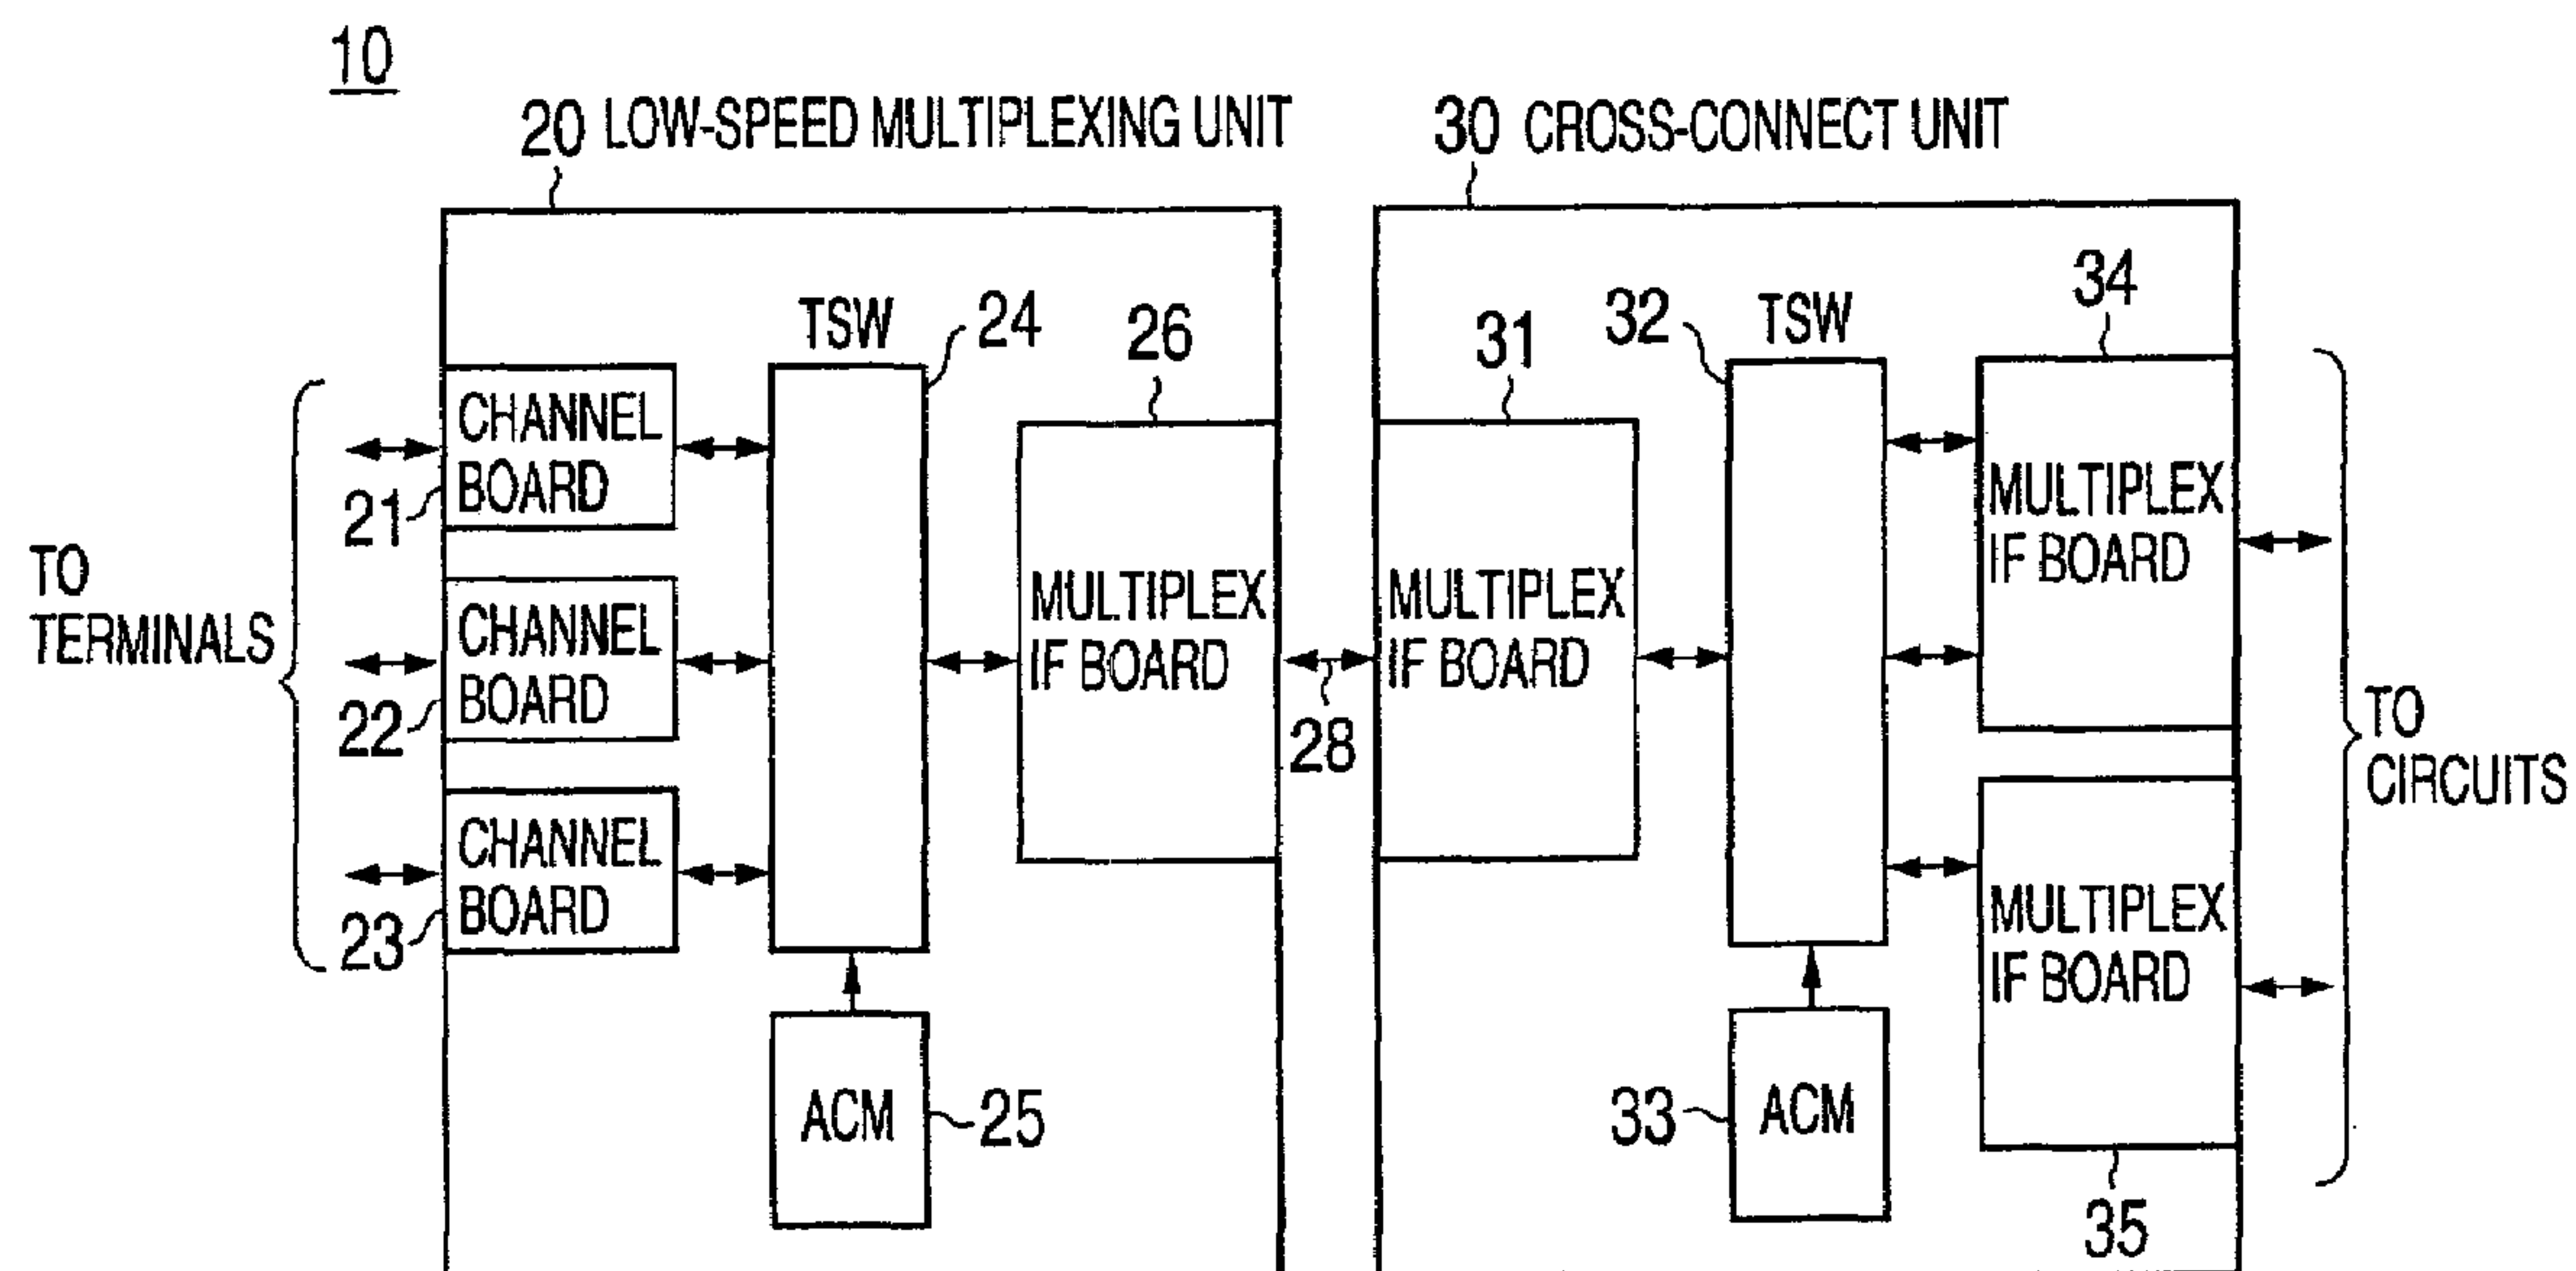 10
20 LOW-SPEED MULTIPLEXING UNIT
30 CROSS-CONNECT UNIT
TSW
24
26
31
32
TSW
34
CHANNEL
BOARD
21
CHANNEL
BOARD
22
CHANNEL
BOARD
23
TO
TERMINALS
MULTIPLEX
IF BOARD
28
MULTIPLEX
IF BOARD
MULTIPLEX
IF BOARD
MULTIPLEX
IF BOARD
TO
CIRCUITS
ACM
25
33
ACM
35